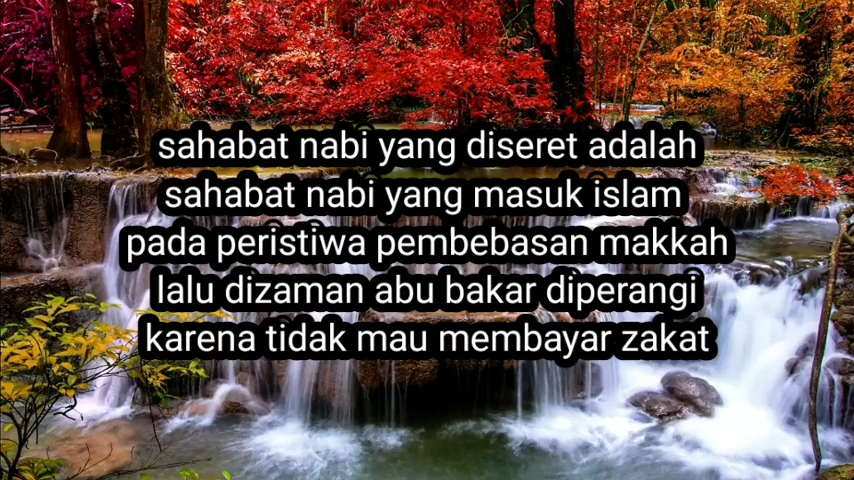 sahabat nabi yang diseret adalah
sahabat nabi yang masuk islam
pada peristiwa pembebasan makkah
lalu dizaman abu bakar diperangi
karena tidak mau membayar zakat